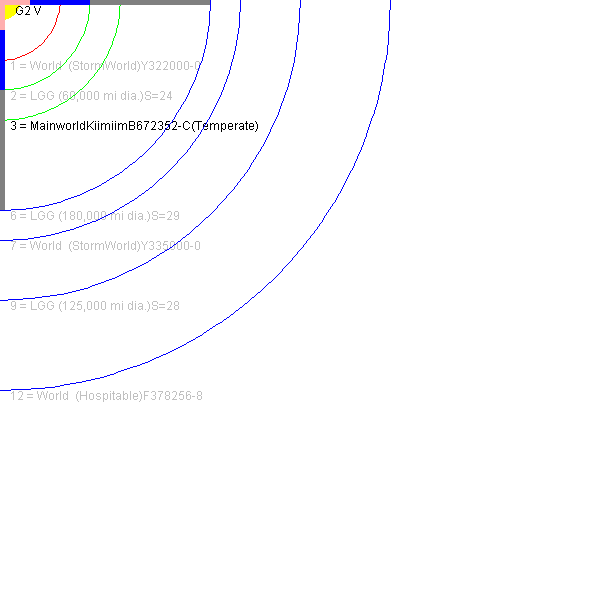 G2 V
1 = World  (StormWorld)Y322000-0
2 = LGG (60,000 mi dia.)S=24
3 = MainworldKiimiimB672352-C(Temperate)
6 = LGG (180,000 mi dia.)S=29
7 = World  (StormWorld)Y335000-0
9 = LGG (125,000 mi dia.)S=28
12 = World  (Hospitable)F378256-8